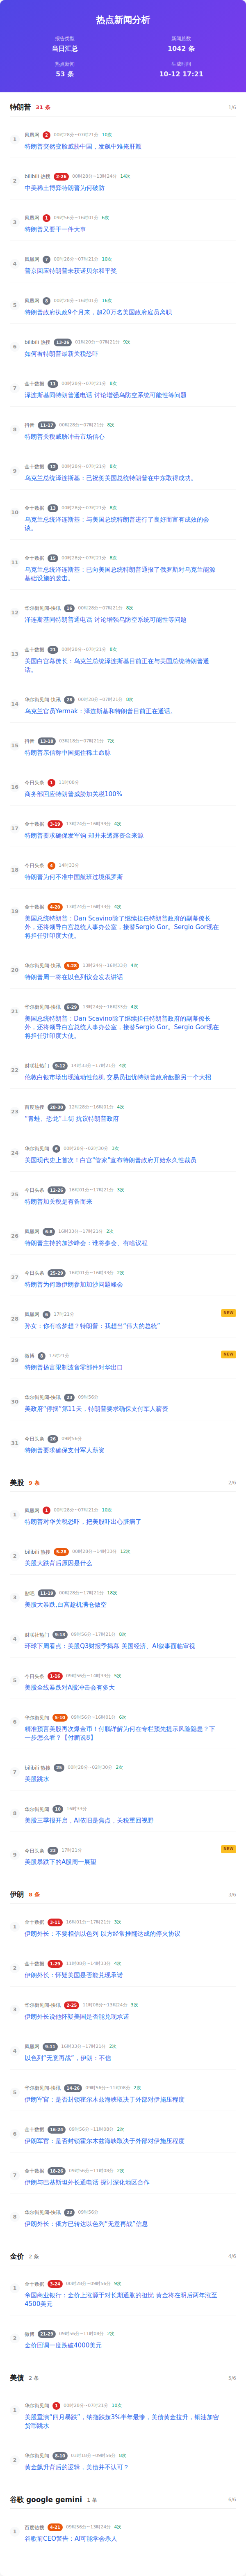 热点新闻分析
报告类型
新闻总数
当日汇总
1042 条
热点新闻
生成时间
53 条
10-12 17:21
特朗普 31 条 1/6
1 凤凰网 2 00时28分~07时21分 10次
特朗普突然变脸威胁中国，发飙中难掩肝颤
2 bilibili 热搜 2-26 00时28分~13时24分 14次
中美稀土博弈特朗普为何破防
3 凤凰网 1 09时56分~16时01分 6次
特朗普又要干一件大事
4 凤凰网 7 00时28分~07时21分 10次
普京回应特朗普未获诺贝尔和平奖
5 凤凰网 8 00时28分~16时01分 16次
特朗普政府执政9个月来，超20万名美国政府雇员离职
6 bilibili 热搜 13-26 01时20分~07时21分 9次
如何看特朗普最新关税恐吓
7 金十数据 11 00时28分~07时21分 8次
泽连斯基同特朗普通电话 讨论增强乌防空系统可能性等问题
8 抖音 11-17 00时28分~07时21分 8次
特朗普关税威胁冲击市场信心
9 金十数据 12 00时28分~07时21分 8次
乌克兰总统泽连斯基：已祝贺美国总统特朗普在中东取得成功。
10 金十数据 13 00时28分~07时21分 8次
乌克兰总统泽连斯基：与美国总统特朗普进行了良好而富有成效的会
谈。
11 金十数据 15 00时28分~07时21分 8次
乌克兰总统泽连斯基：已向美国总统特朗普通报了俄罗斯对乌克兰能源
基础设施的袭击。
12 华尔街见闻-快讯 16 00时28分~07时21分 8次
泽连斯基同特朗普通电话 讨论增强乌防空系统可能性等问题
13 金十数据 21 00时28分~07时21分 8次
美国白宫幕僚长：乌克兰总统泽连斯基目前正在与美国总统特朗普通
话。
14 华尔街见闻-快讯 28 00时28分~07时21分 8次
乌克兰官员Yermak：泽连斯基和特朗普目前正在通话。
15 抖音 13-18 03时18分~07时21分 7次
特朗普亲信称中国扼住稀土命脉
16 今日头条 1 11时08分
商务部回应特朗普威胁加关税100%
17 金十数据 3-19 13时24分~16时33分 4次
特朗普要求确保发军饷 却并未透露资金来源
18 今日头条 4 14时33分
特朗普为何不准中国航班过境俄罗斯
19 金十数据 6-20 13时24分~16时33分 4次
美国总统特朗普：Dan Scavino除了继续担任特朗普政府的副幕僚长
外，还将领导白宫总统人事办公室，接替Sergio Gor。Sergio Gor现在
将担任驻印度大使。
20 华尔街见闻-快讯 5-28 13时24分~16时33分 4次
特朗普周一将在以色列议会发表讲话
21 华尔街见闻-快讯 6-29 13时24分~16时33分 4次
美国总统特朗普：Dan Scavino除了继续担任特朗普政府的副幕僚长
外，还将领导白宫总统人事办公室，接替Sergio Gor。Sergio Gor现在
将担任驻印度大使。
22 财联社热门 9-12 14时33分~17时21分 4次
伦敦白银市场出现流动性危机 交易员担忧特朗普政府酝酿另一个大招
23 百度热搜 28-30 12时28分~16时01分 4次
“青蛙、恐龙”上街 抗议特朗普政府
24 华尔街见闻 6 00时28分~02时30分 3次
美国现代史上首次！白宫“管家”宣布特朗普政府开始永久性裁员
25 今日头条 12-26 16时01分~17时21分 3次
特朗普加关税是有备而来
26 凤凰网 6-8 16时33分~17时21分 2次
特朗普主持的加沙峰会：谁将参会、有啥议程
27 今日头条 25-29 16时01分~16时33分 2次
特朗普为何邀伊朗参加加沙问题峰会
28 凤凰网 6 17时21分 NEW
孙女：你有啥梦想？特朗普：我想当“伟大的总统”
29 微博 8 17时21分 NEW
特朗普扬言限制波音零部件对华出口
30 华尔街见闻-快讯 23 09时56分
美政府“停摆”第11天，特朗普要求确保支付军人薪资
31 今日头条 26 09时56分
特朗普要求确保支付军人薪资
美股 9 条 2/6
1 凤凰网 1 00时28分~07时21分 10次
特朗普对华关税恐吓，把美股吓出心脏病了
2 bilibili 热搜 5-20 00时28分~14时33分 12次
美股大跌背后原因是什么
3 贴吧 11-19 00时28分~17时21分 18次
美股大暴跌,白宫趁机满仓做空
4 财联社热门 9-13 09时56分~17时21分 8次
环球下周看点：美股Q3财报季揭幕 美国经济、AI叙事面临审视
5 今日头条 1-16 09时56分~14时33分 5次
美股全线暴跌对A股冲击会有多大
6 华尔街见闻 5-10 09时56分~16时01分 6次
精准预言美股再次爆金币！付鹏详解为何在专栏预先提示风险隐患？下
一步怎么看？【付鹏说8】
7 bilibili 热搜 25 00时28分~02时30分 2次
美股跳水
8 华尔街见闻 10 16时33分
美股三季报开启，AI依旧是焦点，关税重回视野
9 今日头条 23 17时21分 NEW
美股暴跌下的A股周一展望
伊朗 8 条 3/6
1 金十数据 3-11 16时01分~17时21分 3次
伊朗外长：不要相信以色列 以方经常推翻达成的停火协议
2 金十数据 1-29 11时08分~14时33分 4次
伊朗外长：怀疑美国是否能兑现承诺
3 华尔街见闻-快讯 2-25 11时08分~13时24分 3次
伊朗外长说他怀疑美国是否能兑现承诺
4 凤凰网 9-11 16时33分~17时21分 2次
以色列“无意再战”，伊朗：不信
5 华尔街见闻-快讯 14-26 09时56分~11时08分 2次
伊朗军官：是否封锁霍尔木兹海峡取决于外部对伊施压程度
6 金十数据 16-24 09时56分~11时08分 2次
伊朗军官：是否封锁霍尔木兹海峡取决于外部对伊施压程度
7 金十数据 18-26 09时56分~11时08分 2次
伊朗与巴基斯坦外长通电话 探讨深化地区合作
8 华尔街见闻-快讯 22 09时56分
伊朗外长：俄方已转达以色列“无意再战”信息
金价 2 条 4/6
1 金十数据 3-24 00时28分~09时56分 9次
帝国商业银行：金价上涨源于对长期通胀的担忧 黄金将在明后两年涨至
4500美元
2 微博 21-29 09时56分~11时08分 2次
金价回调一度跌破4000美元
美债 2 条 5/6
1 华尔街见闻 1 00时28分~07时21分 10次
美股重演“四月暴跌”，纳指跌超3%半年最惨，美债黄金拉升，铜油加密
货币跳水
2 华尔街见闻 8-10 03时18分~09时56分 8次
黄金飙升背后的逻辑，美债并不认可？
谷歌 google gemini 1 条 6/6
1 百度热搜 4-21 09时56分~13时24分 4次
谷歌前CEO警告：AI可能学会杀人